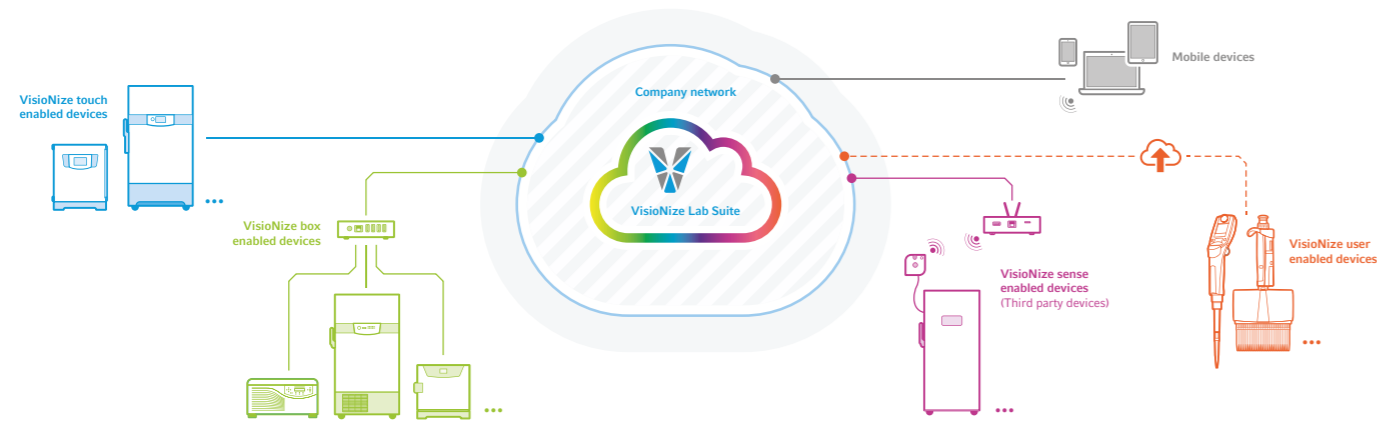 VisioNize touch
enabled devices
VisioNize box
enabled devices
Company network
VisioNize Lab Suite
Mobile devices
VisioNize sense
enabled devices
(Third party devices)
VisioNize user
enabled devices